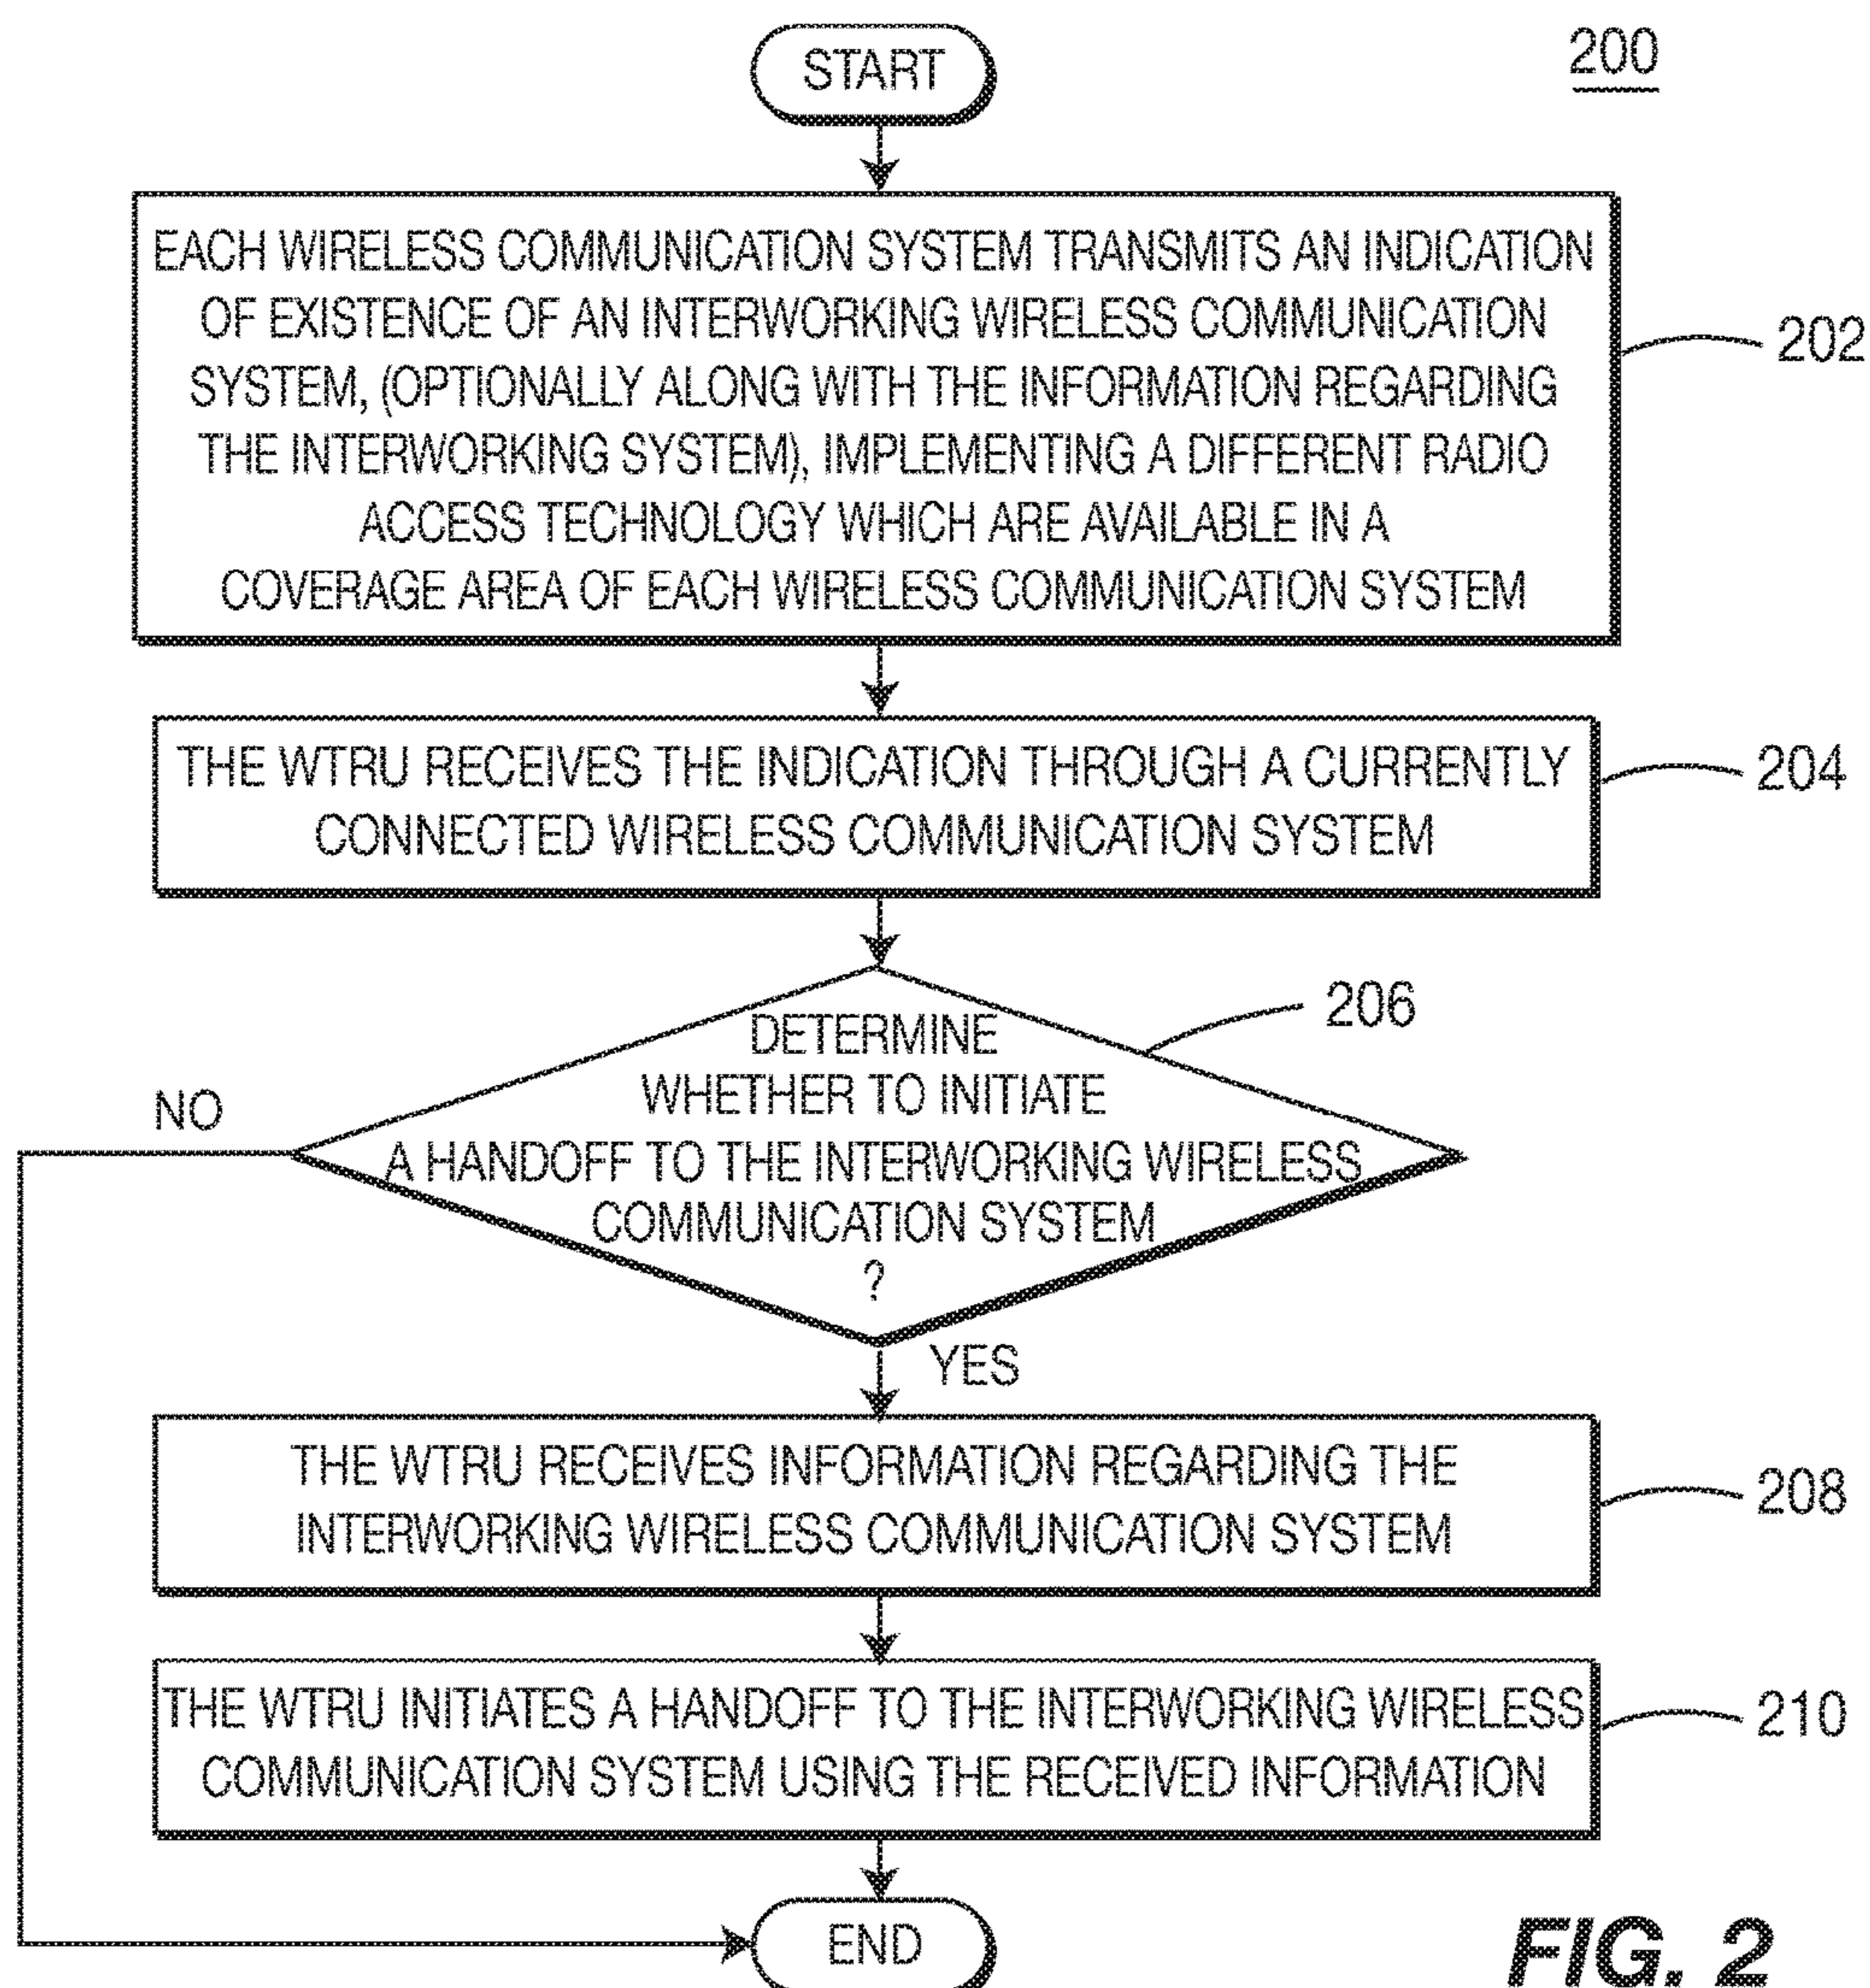 START
200
EACH WIRELESS COMMUNICATION SYSTEM TRANSMITS AN INDICATION
OF EXISTENCE OF AN INTERWORKING WIRELESS COMMUNICATION
SYSTEM, (OPTIONALLY ALONG WITH THE INFORMATION REGARDING
THE INTERWORKING SYSTEM), IMPLEMENTING A DIFFERENT RADIO
ACCESS TECHNOLOGY WHICH ARE AVAILABLE IN A
COVERAGE AREA OF EACH WIRELESS COMMUNICATION SYSTEM
202
THE WTRU RECEIVES THE INDICATION THROUGH A CURRENTLY
CONNECTED WIRELESS COMMUNICATION SYSTEM
204
DETERMINE
WHETHER TO INITIATE
A HANDOFF TO THE INTERWORKING WIRELESS
COMMUNICATION SYSTEM
?
206
NO
YES
THE WTRU RECEIVES INFORMATION REGARDING THE
INTERWORKING WIRELESS COMMUNICATION SYSTEM
208
THE WTRU INITIATES A HANDOFF TO THE INTERWORKING WIRELESS
COMMUNICATION SYSTEM USING THE RECEIVED INFORMATION
210
END
FIG. 2